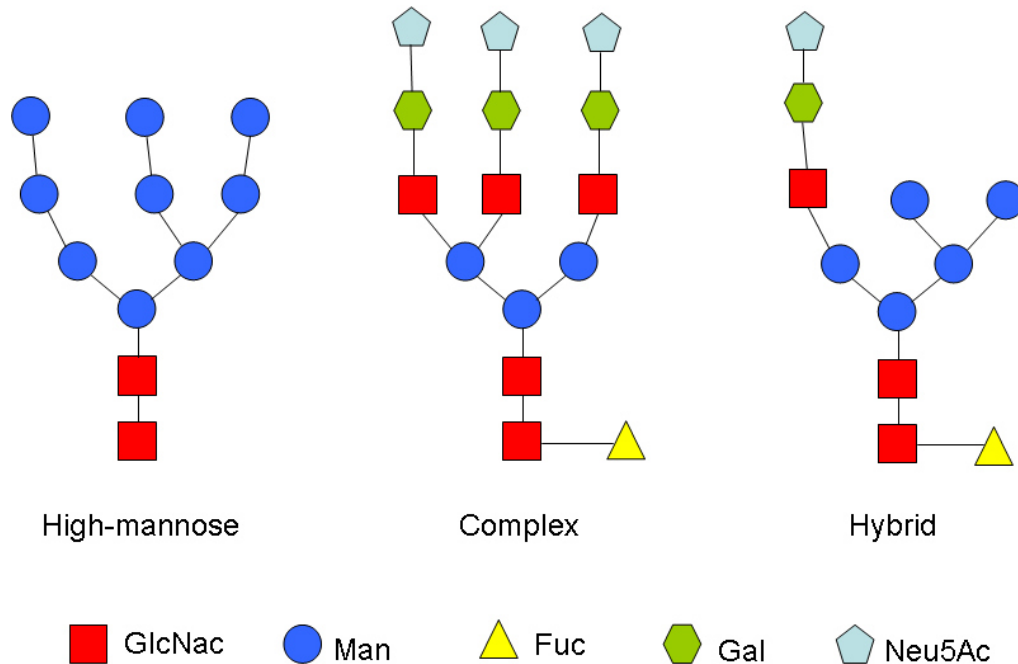 High-mannose
Complex
Hybrid
GlcNac
Man
Fuc
Gal
Neu5Ac